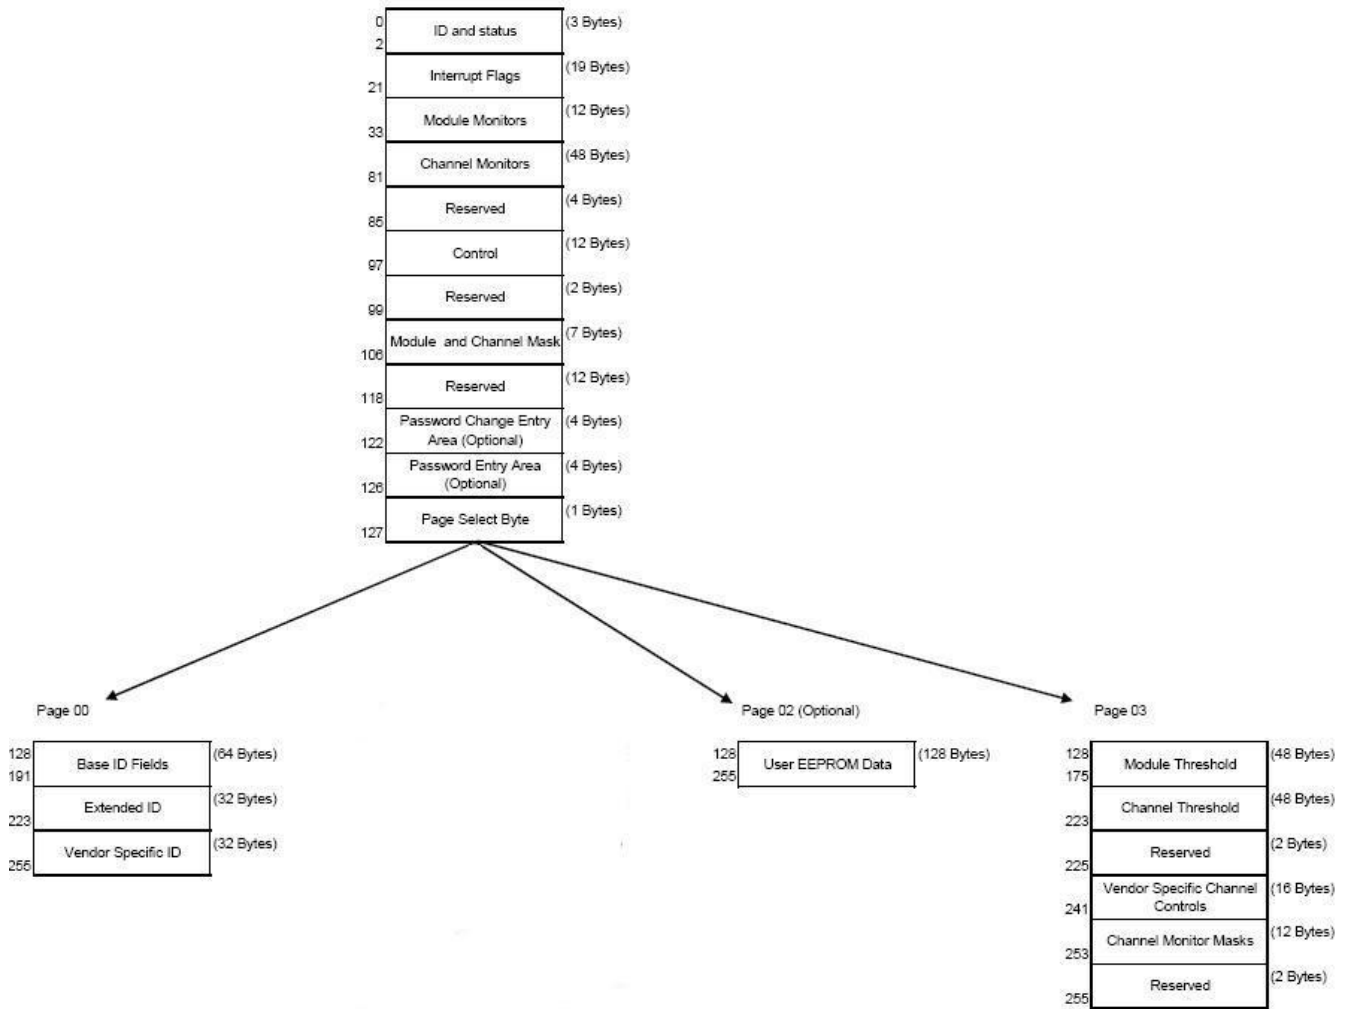 0 ID and status (3 Bytes)
2
Interrupt Flags (19 Bytes)
21
Module Monitors (12 Bytes)
33
Channel Monitors (48 Bytes)
81
Reserved (4 Bytes)
85
Control (12 Bytes)
97
Reserved (2 Bytes)
99
Module and Channel Mask (7 Bytes)
106
Reserved (12 Bytes)
118
Password Change Entry (4 Bytes)
122 Area (Optional)
Password Entry Area (4 Bytes)
126 (Optional)
Page Select Byte (1 Bytes)
127
Page 00
128 Base ID Fields (64 Bytes)
191
Extended ID (32 Bytes)
223
Vendor Specific ID (32 Bytes)
255
Page 02 (Optional)
128 User EEPROM Data (128 Bytes)
255
Page 03
128 Module Threshold (48 Bytes)
175
Channel Threshold (48 Bytes)
223
Reserved (2 Bytes)
225
Vendor Specific Channel (16 Bytes)
241 Controls
Channel Monitor Masks (12 Bytes)
253
Reserved (2 Bytes)
255